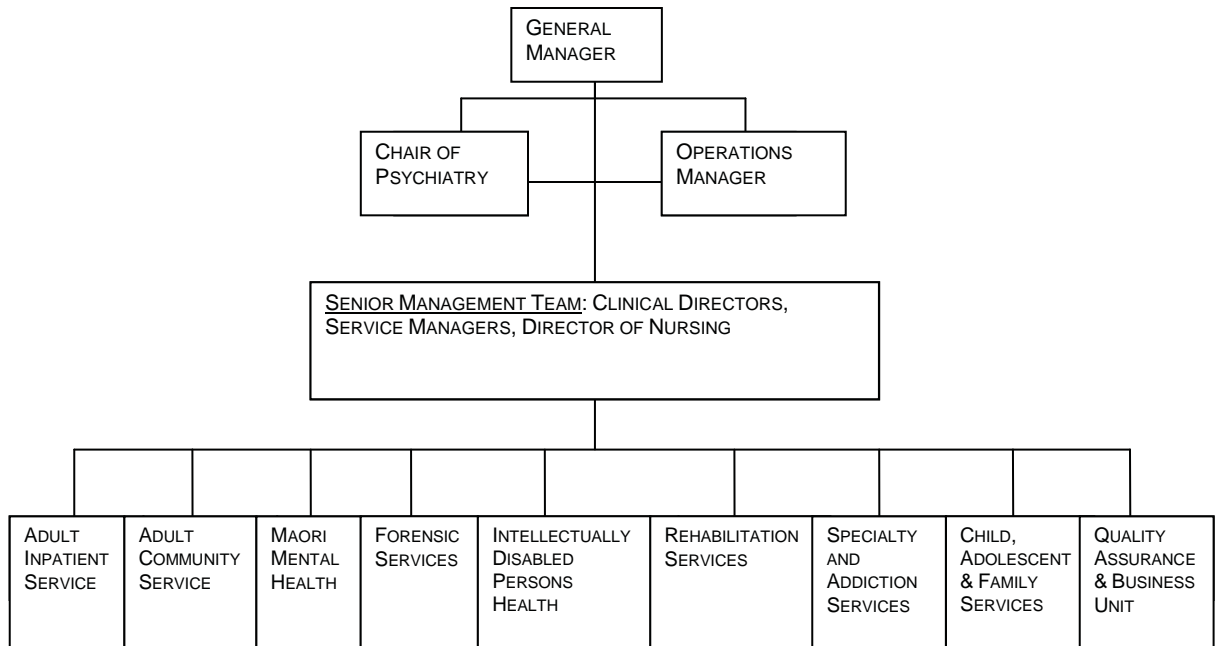 GENERAL
MANAGER
CHAIR OF
PSYCHIATRY
OPERATIONS
MANAGER
SENIOR MANAGEMENT TEAM: CLINICAL DIRECTORS,
SERVICE MANAGERS, DIRECTOR OF NURSING
ADULT
INPATIENT
SERVICE
ADULT
COMMUNITY
SERVICE
MAORI
MENTAL
HEALTH
FORENSIC
SERVICES
INTELLECTUALLY
DISABLED
PERSONS
HEALTH
REHABILITATION
SERVICES
SPECIALTY
AND
ADDICTION
SERVICES
CHILD,
ADOLESCENT
& FAMILY
SERVICES
QUALITY
ASSURANCE
& BUSINESS
UNIT